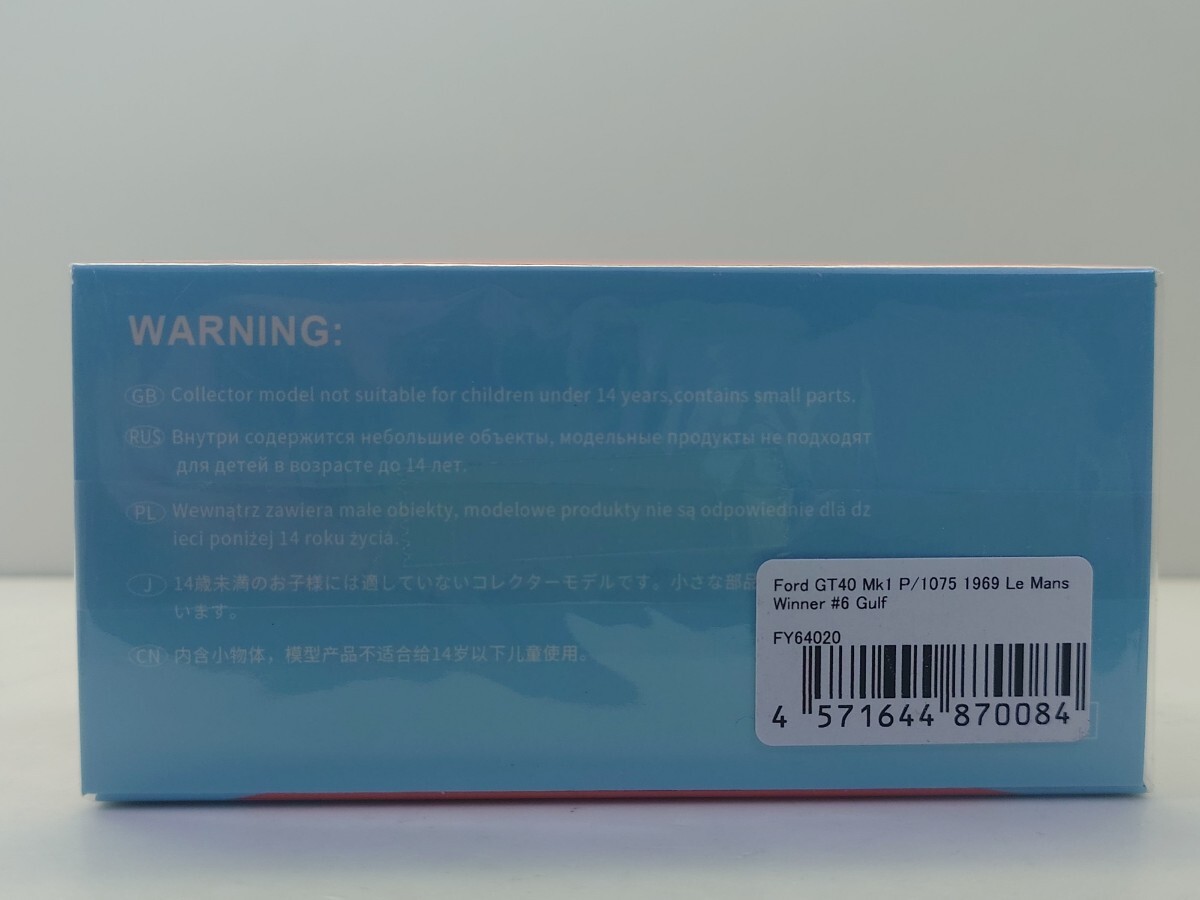 WARNING:
GB Collector model not suitable for children under 14 years,contains small parts.
RUS Внутри содержится небольшие объекты, модельные продукты не подходят
для детей в возрасте до 14 лет.
PL Wewnątrz zawiera małe obiekty, modelowe produkty nie są odpowiednie dla dz
ieci poniżej 14 roku życia.
J 14歳未満のお子様には適していないコレクターモデルです。小さな部品
います。
CN 内含小物体，模型产品不适合给14岁以下儿童使用。
Ford GT40 Mk1 P/1075 1969 Le Mans
Winner #6 Gulf
FY64020
4 571644 870084